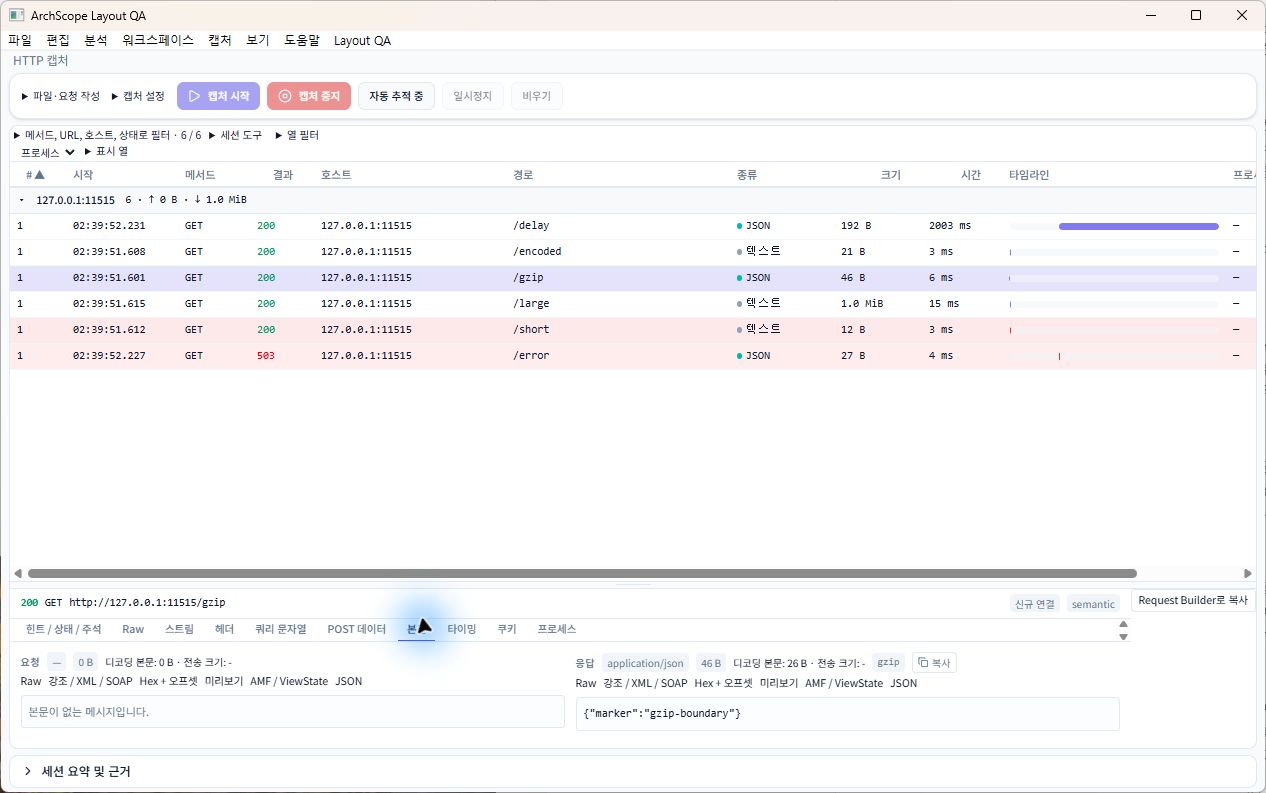 ArchScope Layout QA
파일 편집 분석 워크스페이스 캡처 보기 도움말 Layout QA
HTTP 캡처
▶ 파일·요청 작성 ▶ 캡처 설정 캡처 시작 캡처 중지 자동 추적 중 일시정지 비우기
▶ 메서드, URL, 호스트, 상태로 필터 · 6 / 6 ▶ 세션 도구 ▶ 열 필터
프로세스 ▶ 표시 열
# ▲ 시작 메서드 결과 호스트 경로 종류 크기 시간 타임라인
127.0.0.1:11515 6 · ↑ 0 B · ↓ 1.0 MiB
1 02:39:52.231 GET 200 127.0.0.1:11515 /delay JSON 192 B 2003 ms —
1 02:39:51.608 GET 200 127.0.0.1:11515 /encoded 텍스트 21 B 3 ms —
1 02:39:51.601 GET 200 127.0.0.1:11515 /gzip JSON 46 B 6 ms —
1 02:39:51.615 GET 200 127.0.0.1:11515 /large 텍스트 1.0 MiB 15 ms —
1 02:39:51.612 GET 200 127.0.0.1:11515 /short 텍스트 12 B 3 ms —
1 02:39:52.227 GET 503 127.0.0.1:11515 /error JSON 27 B 4 ms —
200 GET http://127.0.0.1:11515/gzip 신규 연결 semantic Request Builder로 복사
힌트 / 상태 / 주석 Raw 스트림 헤더 쿼리 문자열 POST 데이터 타이밍 쿠키 프로세스
요청 — 0 B 디코딩 본문: 0 B · 전송 크기: -
Raw 강조 / XML / SOAP Hex + 오프셋 미리보기 AMF / ViewState JSON
본문이 없는 메시지입니다.
응답 application/json 46 B 디코딩 본문: 26 B · 전송 크기: - gzip 복사
Raw 강조 / XML / SOAP Hex + 오프셋 미리보기 AMF / ViewState JSON
{"marker":"gzip-boundary"}
세션 요약 및 근거